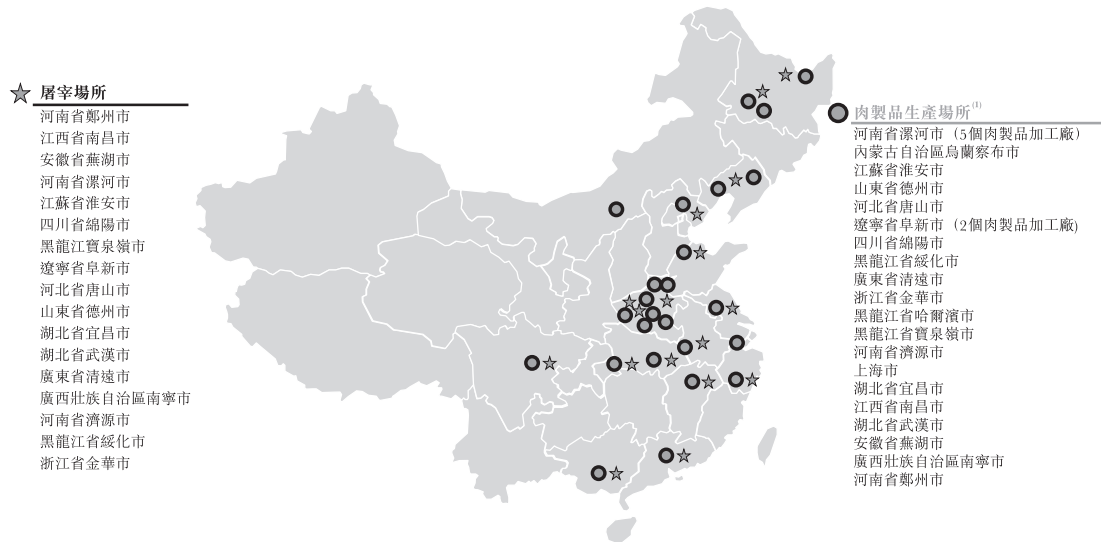 屠宰場所
河南省鄭州市
江西省南昌市
安徽省蕪湖市
河南省漯河市
江蘇省淮安市
四川省綿陽市
黑龍江寶泉嶺市
遼寧省阜新市
河北省唐山市
山東省德州市
湖北省宜昌市
湖北省武漢市
廣東省清遠市
廣西壯族自治區南寧市
河南省濟源市
黑龍江省綏化市
浙江省金華市
肉製品生產場所(1)
河南省漯河市（5個肉製品加工廠）
內蒙古自治區烏蘭察布市
江蘇省淮安市
山東省德州市
河北省唐山市
遼寧省阜新市（2個肉製品加工廠)
四川省綿陽市
黑龍江省綏化市
廣東省清遠市
浙江省金華市
黑龍江省哈爾濱市
黑龍江省寶泉嶺市
河南省濟源市
上海市
湖北省宜昌市
江西省南昌市
湖北省武漢市
安徽省蕪湖市
廣西壯族自治區南寧市
河南省鄭州市